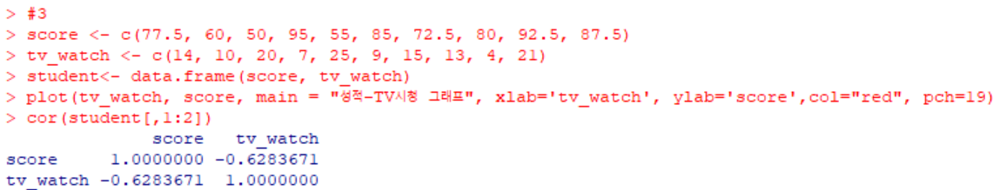 > #3
> score <- c(77.5, 60, 50, 95, 55, 85, 72.5, 80, 92.5, 87.5)
> tv_watch <- c(14, 10, 20, 7, 25, 9, 15, 13, 4, 21)
> student<- data.frame(score, tv_watch)
> plot(tv_watch, score, main = "성적-TV시청 그래프", xlab='tv_watch', ylab='score',col="red", pch=19)
> cor(student[,1:2])
score tv_watch
score 1.0000000 -0.6283671
tv_watch -0.6283671 1.0000000